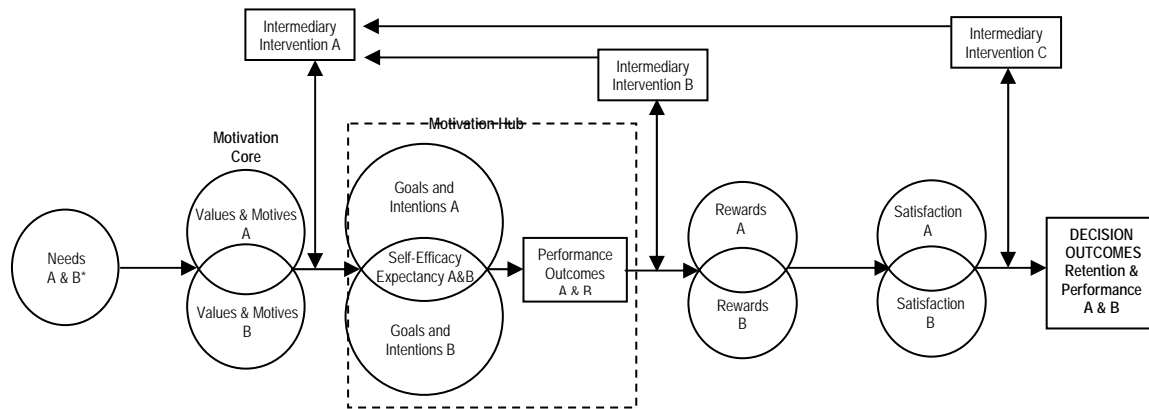 Intermediary
Intervention A
Intermediary
Intervention B
Intermediary
Intervention C
Motivation Hub
Motivation
Core
Needs
A & B*
Values & Motives
A
Values & Motives
B
Goals and
Intentions A
Self-Efficacy
Expectancy A&B
Goals and
Intentions B
Performance
Outcomes
A & B
Rewards
A
Rewards
B
Satisfaction
A
Satisfaction
B
DECISION
OUTCOMES
Retention &
Performance
A & B